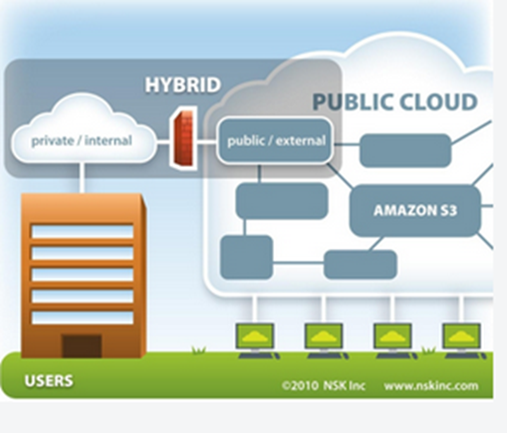 HYBRID
PUBLIC CLOUD
private / internal
public / external
AMAZON S3
USERS
©2010 NSK Inc www.nskinc.com